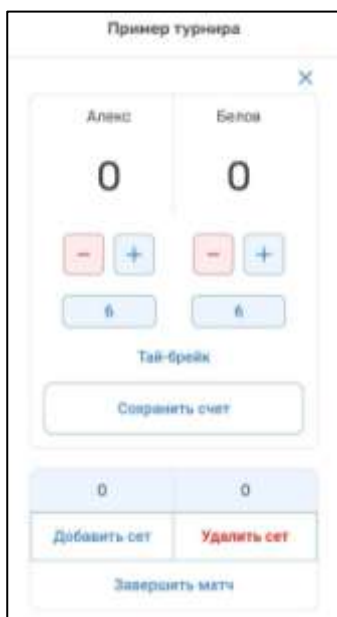 Пример турнира
×
Алекс Белов
0 0
− + − +
6 6
Тай-брейк
Сохранить счет
0 0
Добавить сет Удалить сет
Завершить матч